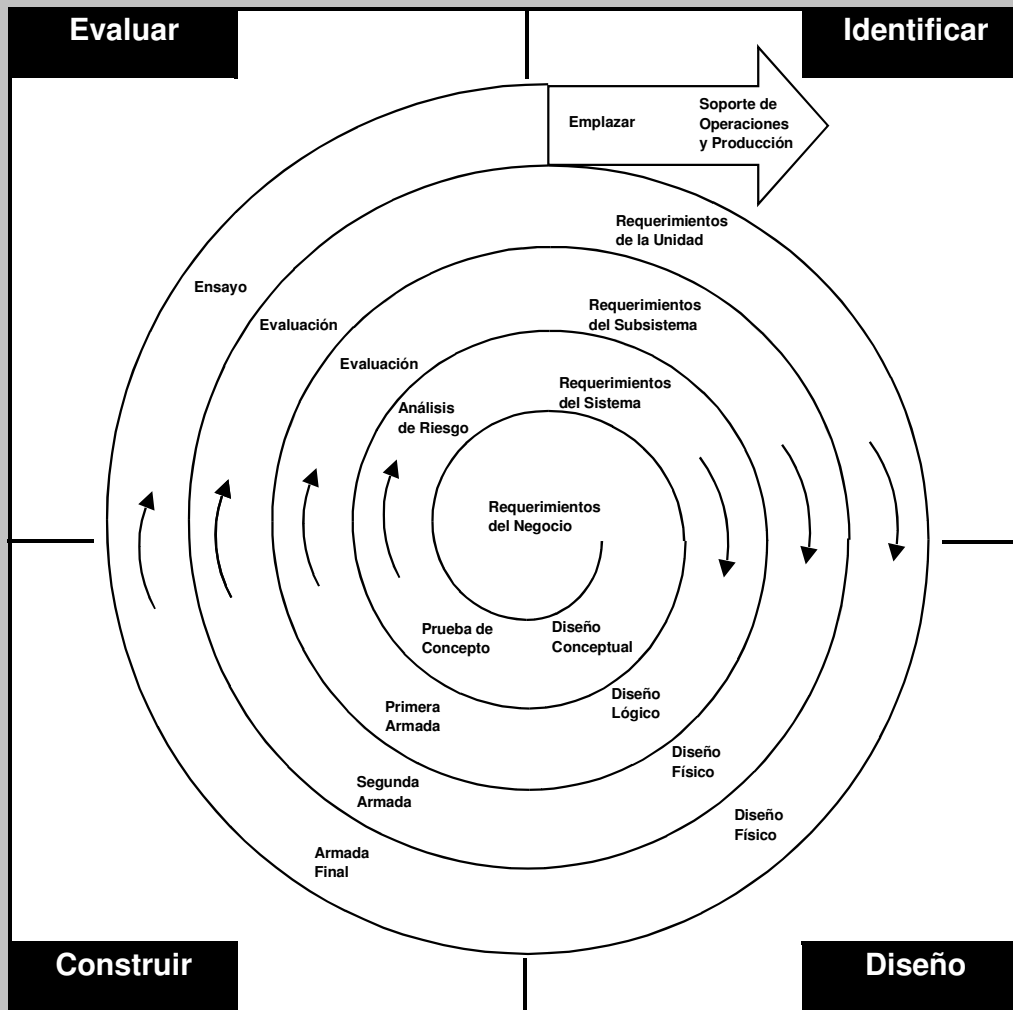 Evaluar
Identificar
Emplazar
Soporte de
Operaciones
y Producción
Requerimientos
de la Unidad
Ensayo
Evaluación
Requerimientos
del Subsistema
Evaluación
Requerimientos
del Sistema
Análisis
de Riesgo
Requerimientos
del Negocio
Prueba de
Concepto
Diseño
Conceptual
Primera
Armada
Diseño
Lógico
Segunda
Armada
Diseño
Físico
Armada
Final
Diseño
Físico
Construir
Diseño